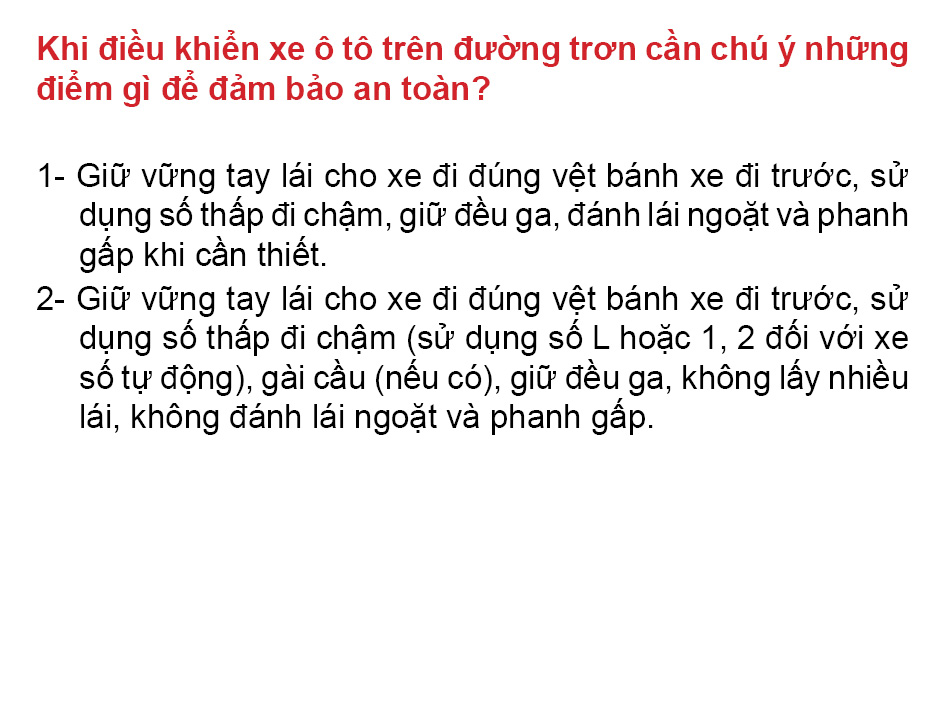 Khi điều khiển xe ô tô trên đường trơn cần chú ý những
điểm gì để đảm bảo an toàn?
1- Giữ vững tay lái cho xe đi đúng vệt bánh xe đi trước, sử
dụng số thấp đi chậm, giữ đều ga, đánh lái ngoặt và phanh
gấp khi cần thiết.
2- Giữ vững tay lái cho xe đi đúng vệt bánh xe đi trước, sử
dụng số thấp đi chậm (sử dụng số L hoặc 1, 2 đối với xe
số tự động), gài cầu (nếu có), giữ đều ga, không lấy nhiều
lái, không đánh lái ngoặt và phanh gấp.